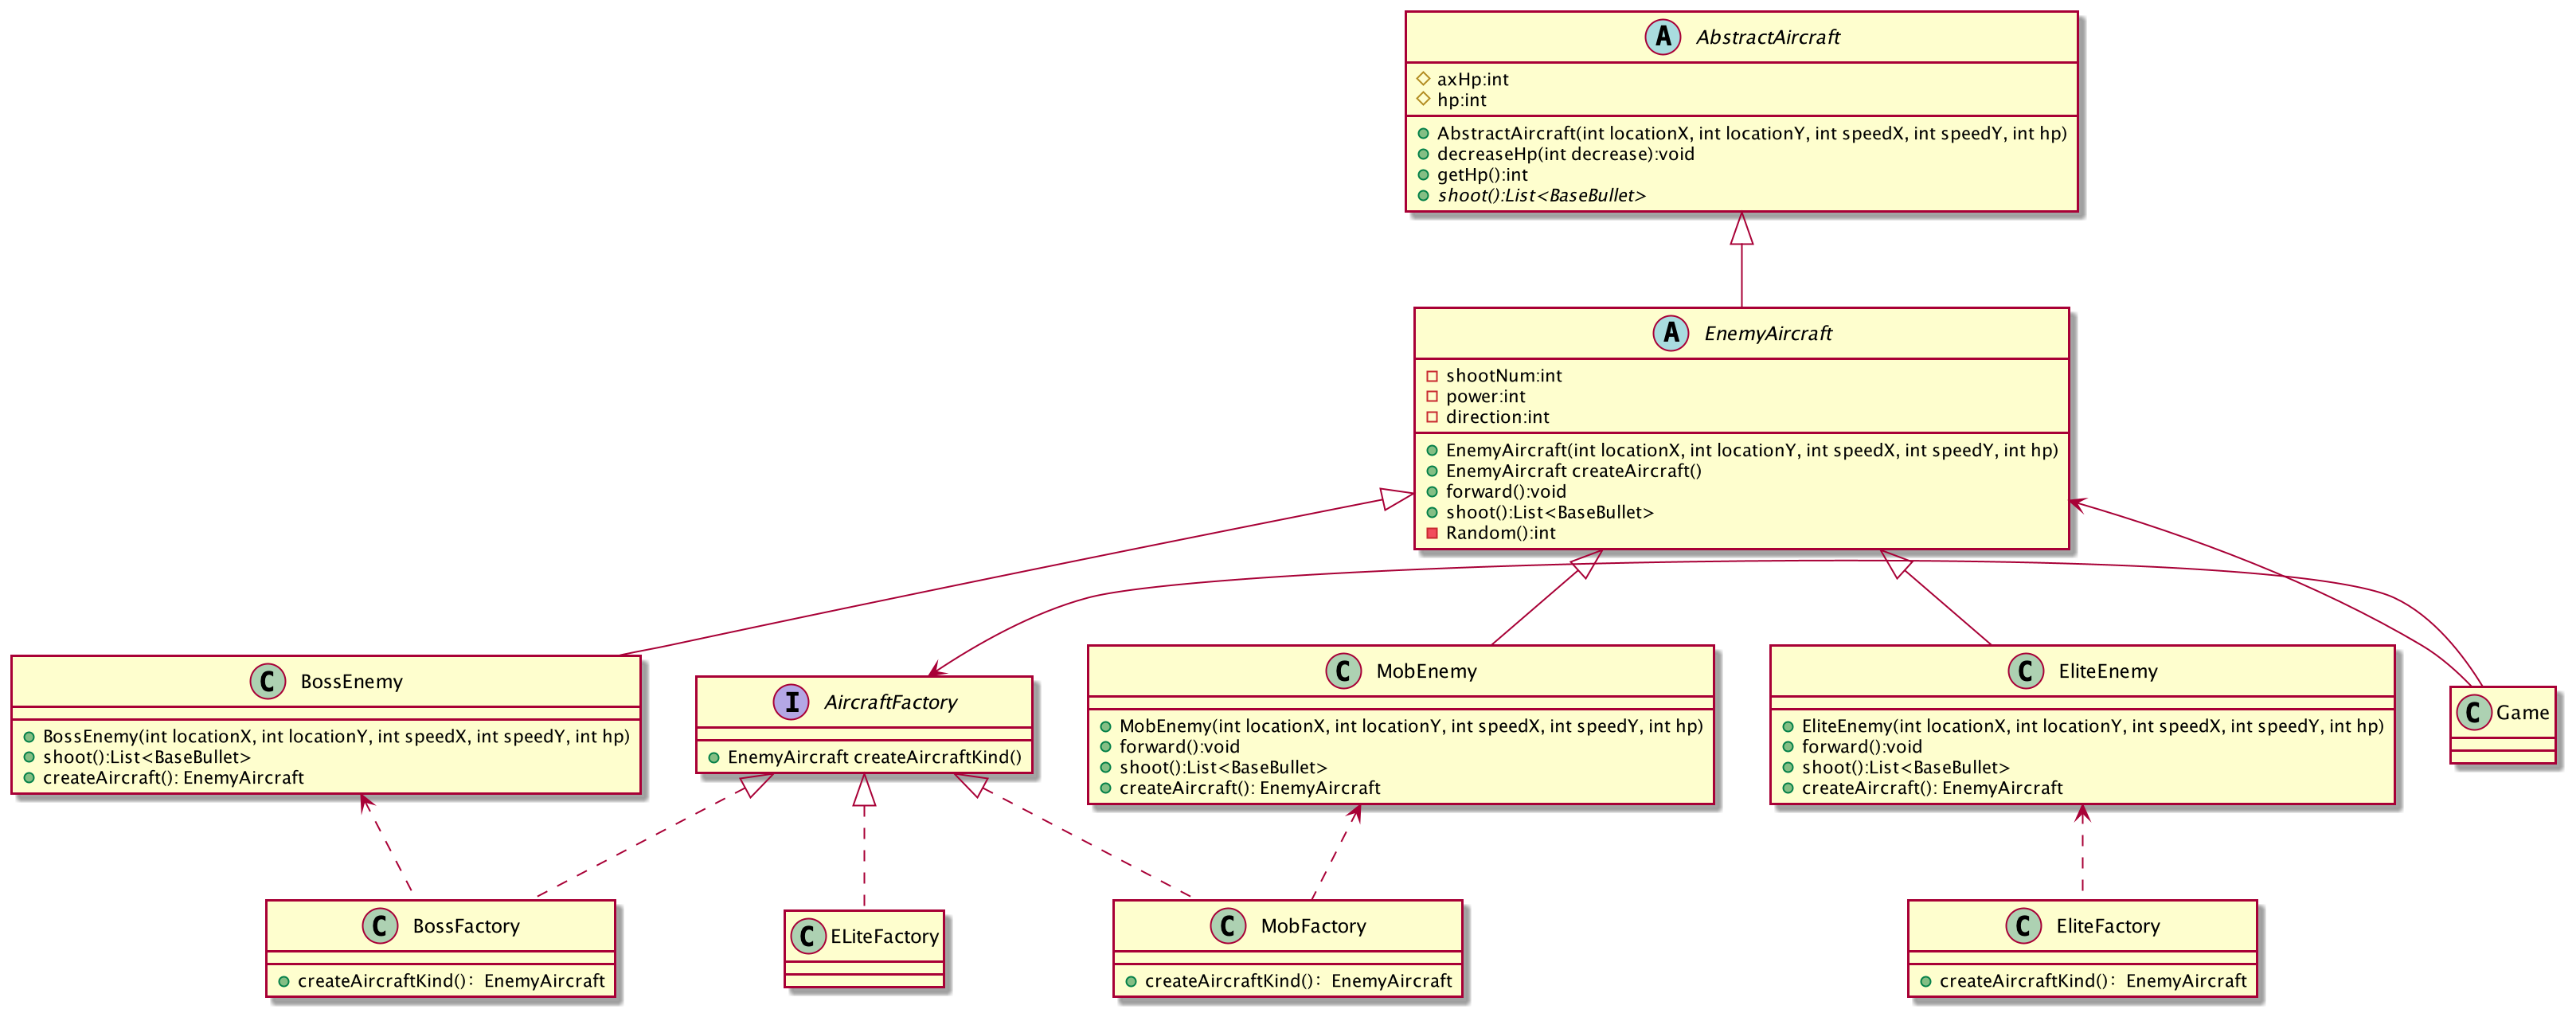 A AbstractAircraft
axHp:int
hp:int
AbstractAircraft(int locationX, int locationY, int speedX, int speedY, int hp)
decreaseHp(int decrease):void
getHp():int
shoot():List<BaseBullet>
A EnemyAircraft
shootNum:int
power:int
direction:int
EnemyAircraft(int locationX, int locationY, int speedX, int speedY, int hp)
EnemyAircraft createAircraft()
forward():void
shoot():List<BaseBullet>
Random():int
C BossEnemy
BossEnemy(int locationX, int locationY, int speedX, int speedY, int hp)
shoot():List<BaseBullet>
createAircraft(): EnemyAircraft
I AircraftFactory
EnemyAircraft createAircraftKind()
C MobEnemy
MobEnemy(int locationX, int locationY, int speedX, int speedY, int hp)
forward():void
shoot():List<BaseBullet>
createAircraft(): EnemyAircraft
C EliteEnemy
EliteEnemy(int locationX, int locationY, int speedX, int speedY, int hp)
forward():void
shoot():List<BaseBullet>
createAircraft(): EnemyAircraft
C Game
C BossFactory
createAircraftKind()：EnemyAircraft
C ELiteFactory
C MobFactory
createAircraftKind()：EnemyAircraft
C EliteFactory
createAircraftKind()：EnemyAircraft